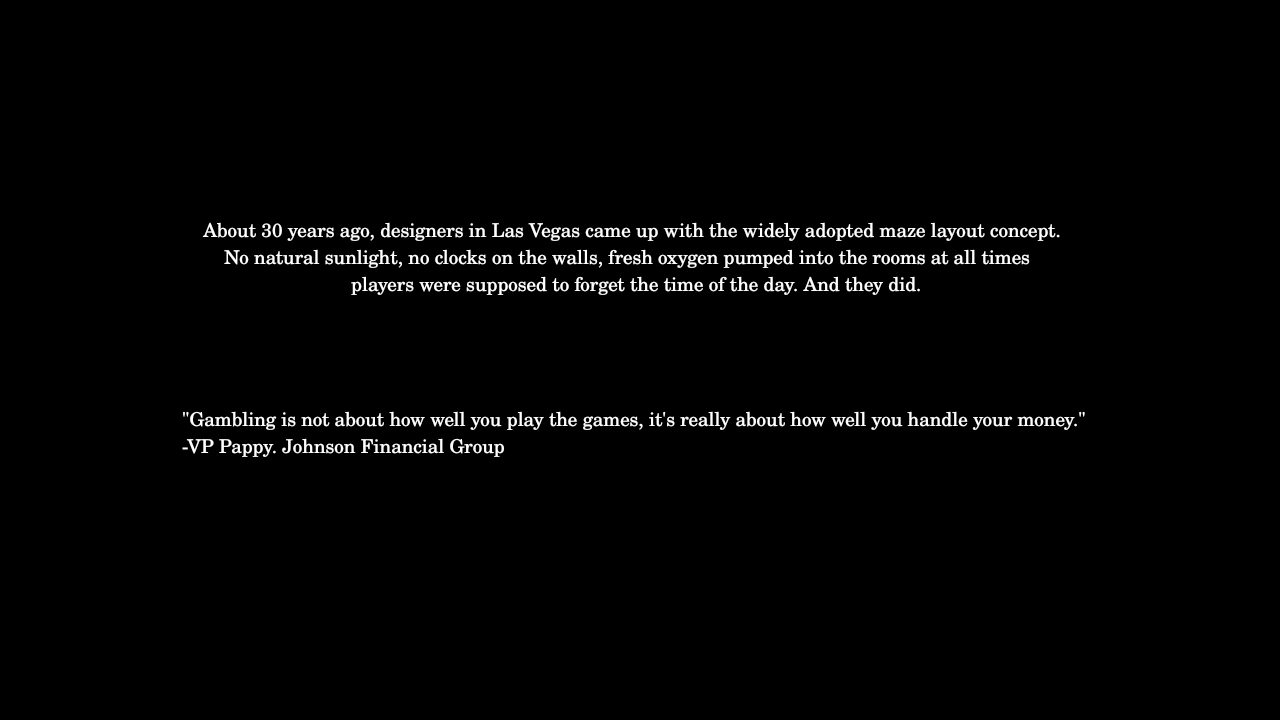 About 30 years ago, designers in Las Vegas came up with the widely adopted maze layout concept.
No natural sunlight, no clocks on the walls, fresh oxygen pumped into the rooms at all times
players were supposed to forget the time of the day. And they did.
"Gambling is not about how well you play the games, it's really about how well you handle your money."
-VP Pappy. Johnson Financial Group